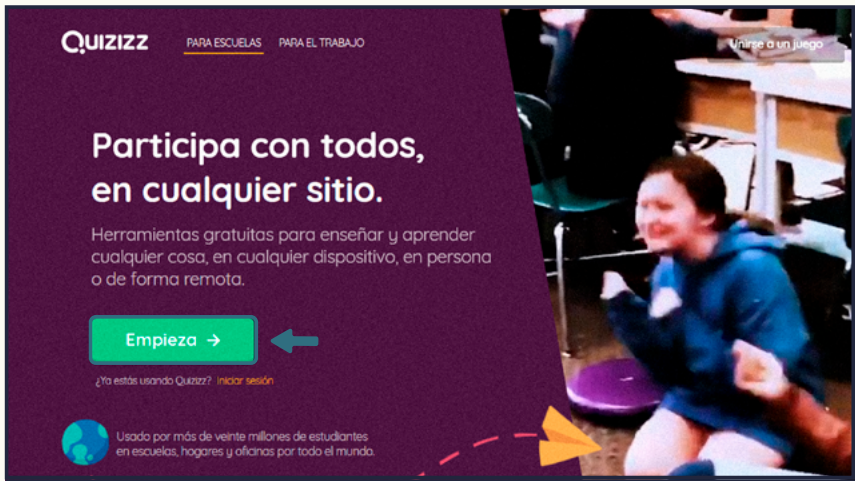 Quizizz
PARA ESCUELAS PARA EL TRABAJO
Unirse a un juego
Participa con todos,
en cualquier sitio.
Herramientas gratuitas para enseñar y aprender
cualquier cosa, en cualquier dispositivo, en persona
o de forma remota.
Empieza →
¿Ya estás usando Quizizz? Iniciar sesión
Usado por más de veinte millones de estudiantes
en escuelas, hogares y oficinas por todo el mundo.